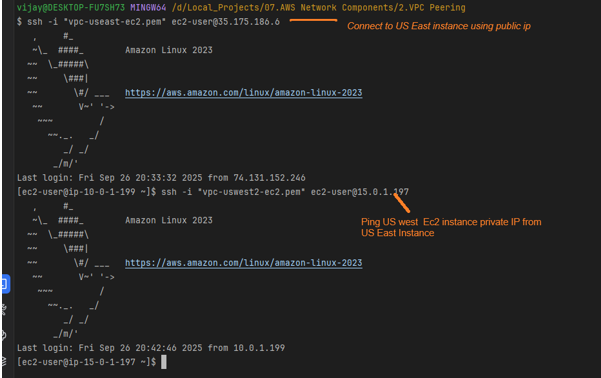 vijay@DESKTOP-FU75H73 MINGW64 /d/Local_Projects/07.AWS Network Components/2.VPC Peering
$ ssh -i "vpc-useast-ec2.pem" ec2-user@35.175.186.6
Connect to US East instance using public ip
   ,     #_
   ~\_  ####_        Amazon Linux 2023
  ~~  \_#####\
  ~~     \###|
  ~~       \#/ ___   https://aws.amazon.com/linux/amazon-linux-2023
   ~~       V~' '->
    ~~~         /
      ~~._.   _/
         _/ _/
       _/m/'
Last login: Fri Sep 26 20:33:32 2025 from 74.131.152.246
[ec2-user@ip-10-0-1-199 ~]$ ssh -i "vpc-uswest2-ec2.pem" ec2-user@15.0.1.197
   ,     #_
   ~\_  ####_        Amazon Linux 2023
  ~~  \_#####\
Ping US west  Ec2 instance private IP from
US East Instance
  ~~     \###|
  ~~       \#/ ___   https://aws.amazon.com/linux/amazon-linux-2023
   ~~       V~' '->
    ~~~         /
      ~~._.   _/
         _/ _/
       _/m/'
Last login: Fri Sep 26 20:42:46 2025 from 10.0.1.199
[ec2-user@ip-15-0-1-197 ~]$